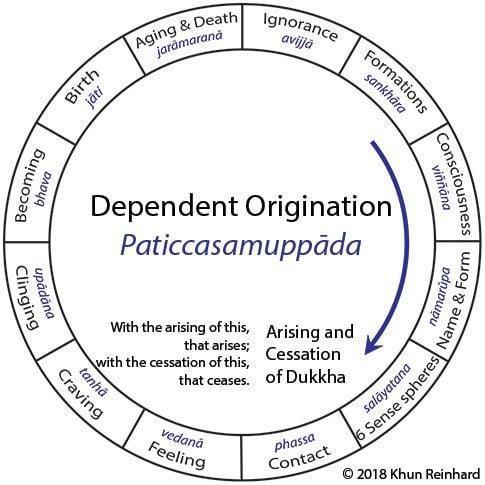 Ignorance
avijjā
Formations
sankhāra
Consciousness
viññāna
Name & Form
nāmarūpa
6 Sense spheres
salāyatana
Contact
phassa
Feeling
vedanā
Craving
tanhā
Clinging
upādāna
Becoming
bhava
Birth
jāti
Aging & Death
jarāmaranā
Dependent Origination
Paticcasamuppāda
With the arising of this,
that arises;
with the cessation of this,
that ceases.
Arising and
Cessation
of Dukkha
© 2018 Khun Reinhard